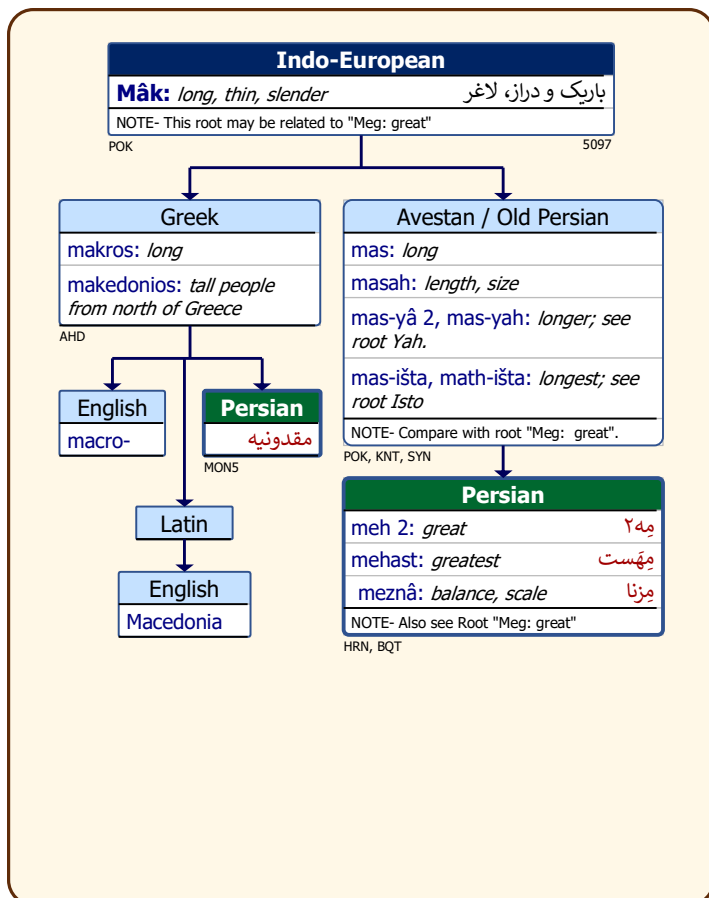 Indo-European
Mâk: long, thin, slender باریک و دراز، لاغر
NOTE- This root may be related to "Meg: great"
POK 5097
Greek
makros: long
makedonios: tall people
from north of Greece
AHD
Avestan / Old Persian
mas: long
masah: length, size
mas-yâ 2, mas-yah: longer; see
root Yah.
mas-išta, math-išta: longest; see
root Isto
NOTE- Compare with root "Meg: great".
POK, KNT, SYN
English
macro-
Persian
مقدونیه
MON5
Latin
English
Macedonia
Persian
meh 2: great مِه۲
mehast: greatest مِهَست
meznâ: balance, scale مِزنا
NOTE- Also see Root "Meg: great"
HRN, BQT